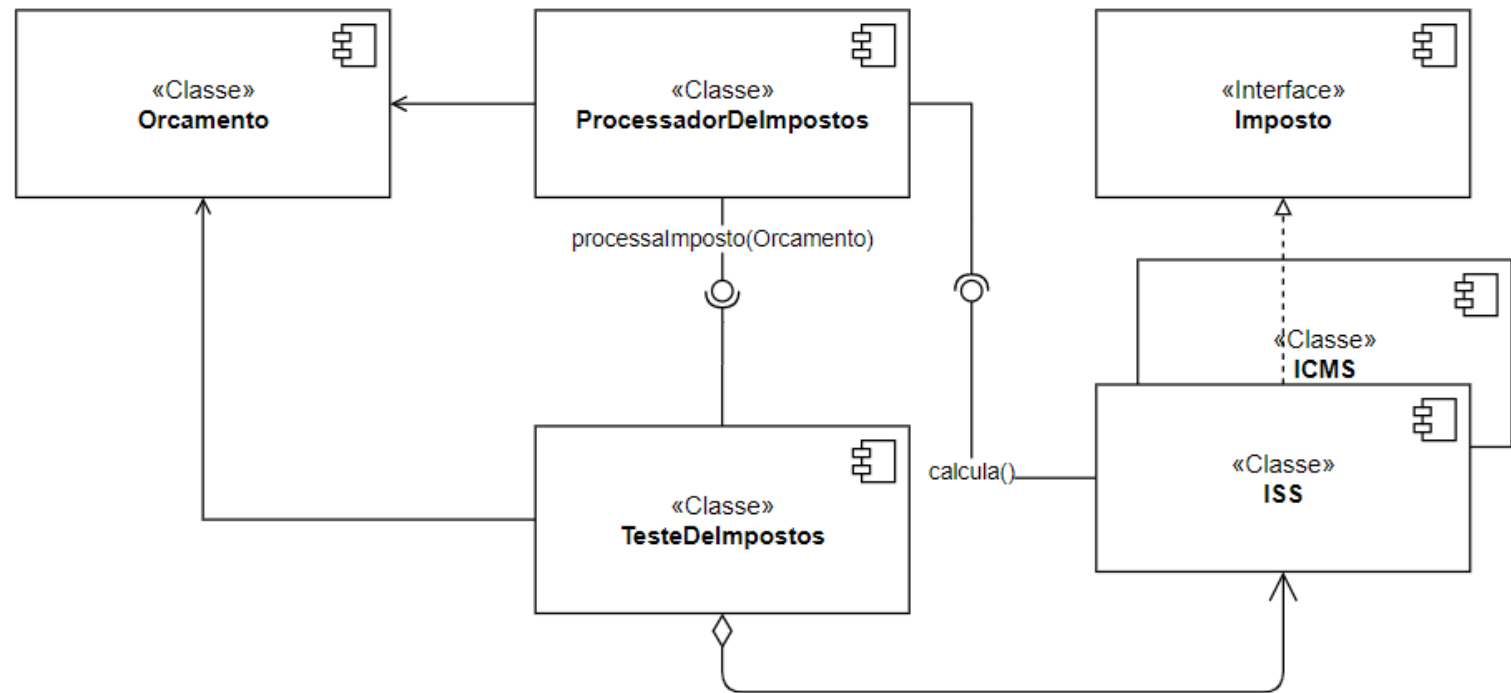 «Classe»
Orcamento
«Classe»
ProcessadorDeImpostos
«Interface»
Imposto
processaImposto(Orcamento)
«Classe»
ICMS
calcula()
«Classe»
ISS
«Classe»
TesteDeImpostos